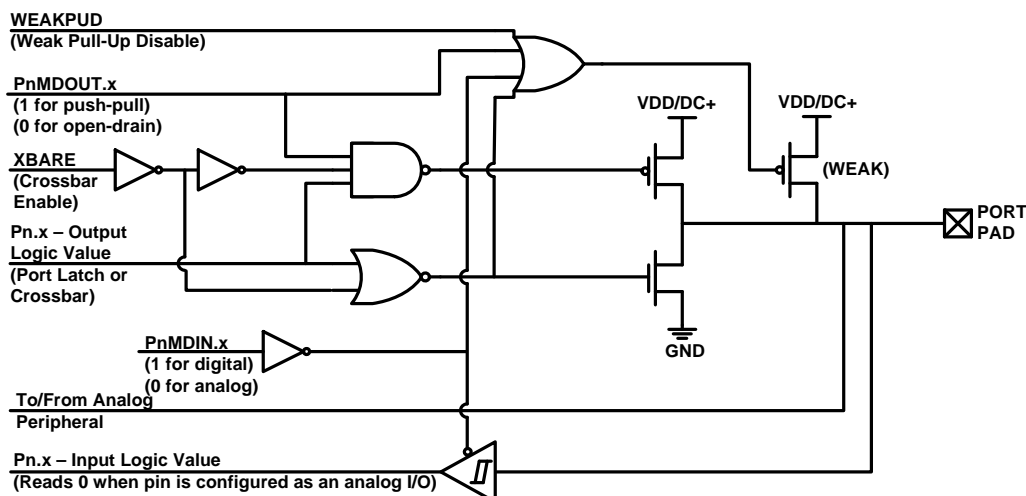 WEAKPUD
(Weak Pull-Up Disable)
PnMDOUT.x
(1 for push-pull)
(0 for open-drain)
XBARE
(Crossbar
Enable)
Pn.x – Output
Logic Value
(Port Latch or
Crossbar)
PnMDIN.x
(1 for digital)
(0 for analog)
To/From Analog
Peripheral
Pn.x – Input Logic Value
(Reads 0 when pin is configured as an analog I/O)
VDD/DC+
VDD/DC+
(WEAK)
PORT
PAD
GND